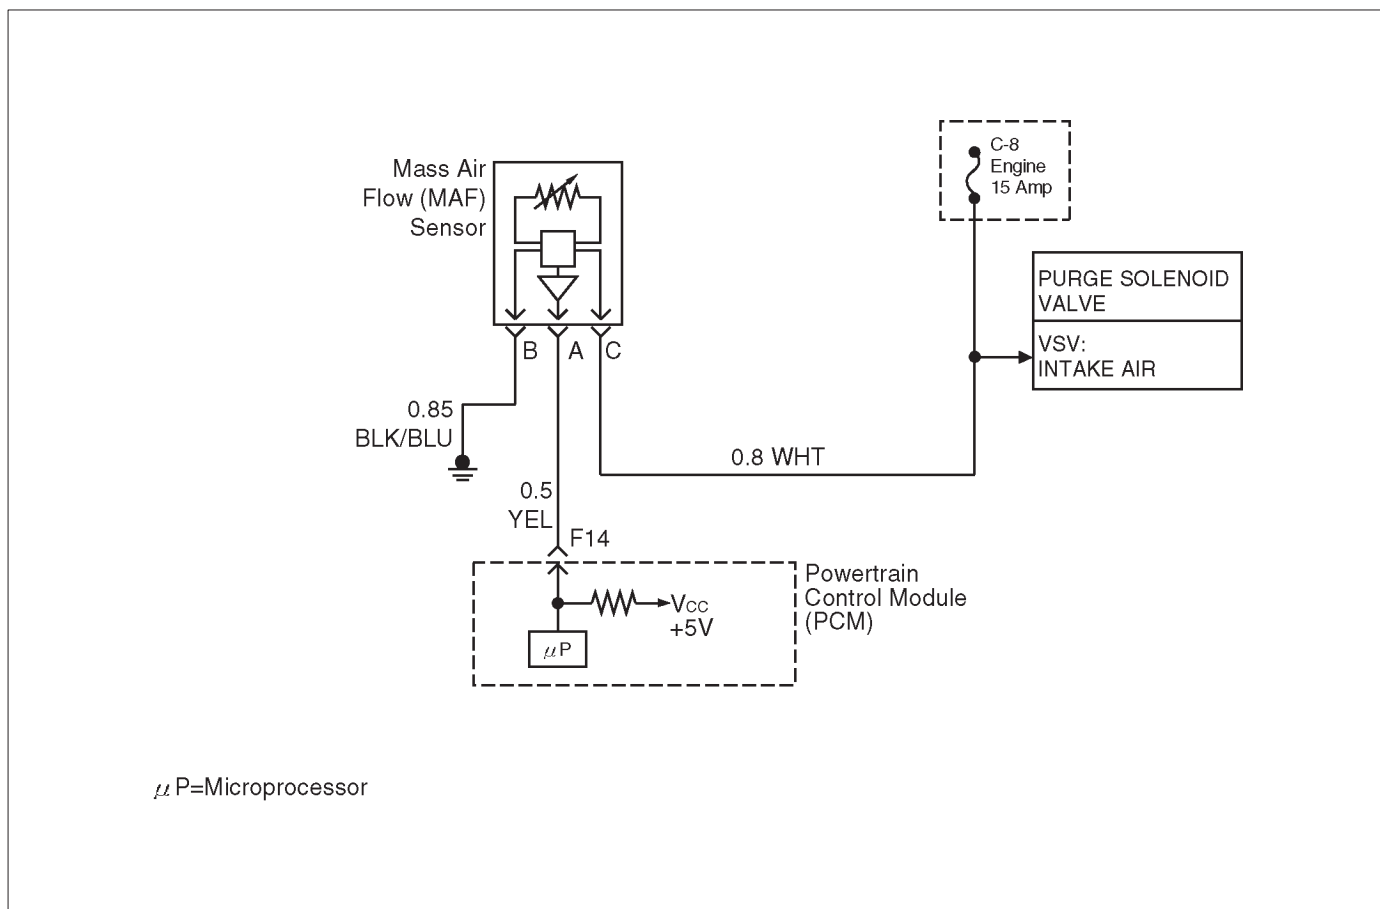 Mass Air
Flow (MAF)
Sensor
C-8
Engine
15 Amp
PURGE SOLENOID
VALVE
VSV:
INTAKE AIR
B
A
C
0.85
BLK/BLU
0.8 WHT
0.5
YEL
F14
Powertrain
Control Module
(PCM)
VCC
+5V
μP
μP=Microprocessor